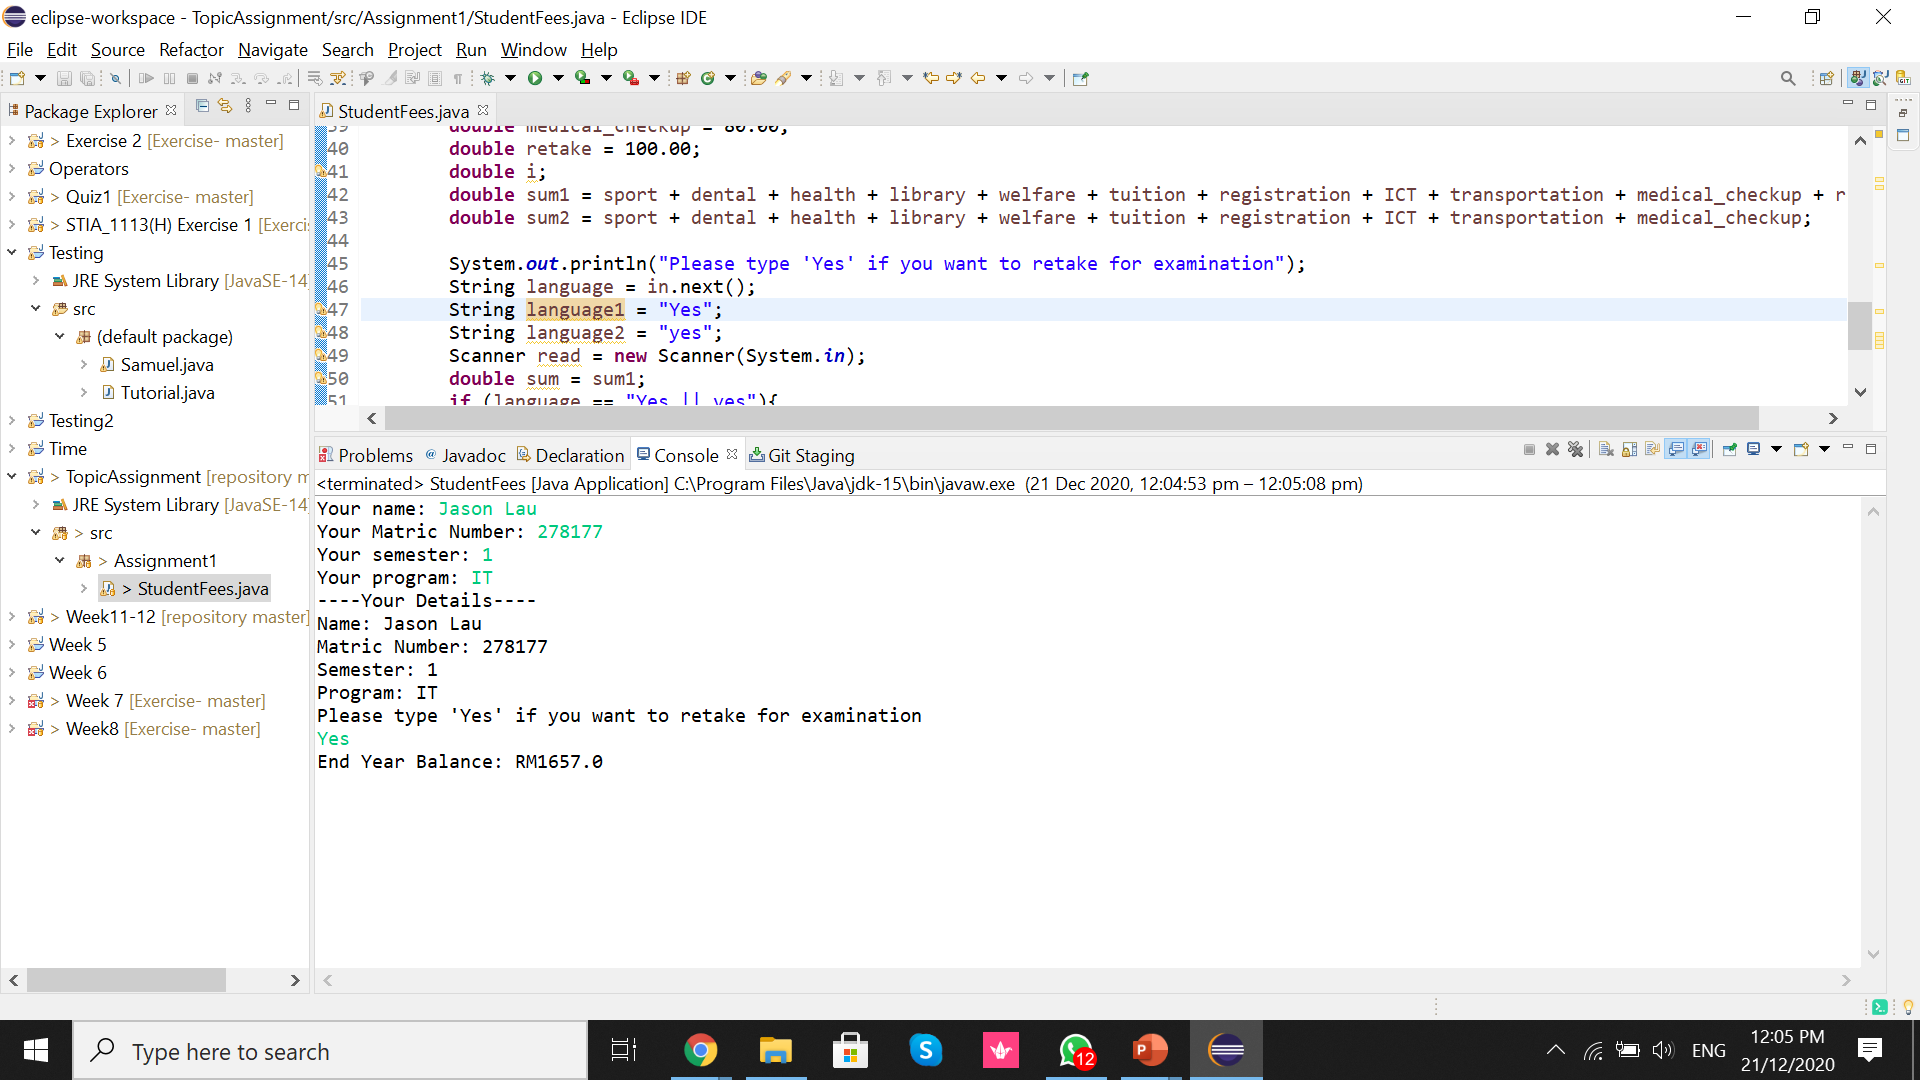 eclipse-workspace - TopicAssignment/src/Assignment1/StudentFees.java - Eclipse IDE
File Edit Source Refactor Navigate Search Project Run Window Help
Package Explorer
> Exercise 2 [Exercise- master]
Operators
> Quiz1 [Exercise- master]
> STIA_1113(H) Exercise 1 [Exerci
Testing
JRE System Library [JavaSE-14
src
(default package)
Samuel.java
Tutorial.java
Testing2
Time
> TopicAssignment [repository m
JRE System Library [JavaSE-14
> src
> Assignment1
> StudentFees.java
> Week11-12 [repository master]
Week 5
Week 6
> Week 7 [Exercise- master]
> Week8 [Exercise- master]
StudentFees.java
39 double medical_checkup = 80.00;
40 double retake = 100.00;
41 double i;
42 double sum1 = sport + dental + health + library + welfare + tuition + registration + ICT + transportation + medical_checkup + r
43 double sum2 = sport + dental + health + library + welfare + tuition + registration + ICT + transportation + medical_checkup;
44
45 System.out.println("Please type 'Yes' if you want to retake for examination");
46 String language = in.next();
47 String language1 = "Yes";
48 String language2 = "yes";
49 Scanner read = new Scanner(System.in);
50 double sum = sum1;
51 if (language == "Yes || yes"){
Problems @ Javadoc Declaration Console Git Staging
<terminated> StudentFees [Java Application] C:\Program Files\Java\jdk-15\bin\javaw.exe (21 Dec 2020, 12:04:53 pm – 12:05:08 pm)
Your name: Jason Lau
Your Matric Number: 278177
Your semester: 1
Your program: IT
----Your Details----
Name: Jason Lau
Matric Number: 278177
Semester: 1
Program: IT
Please type 'Yes' if you want to retake for examination
Yes
End Year Balance: RM1657.0
Type here to search
12
ENG
12:05 PM
21/12/2020